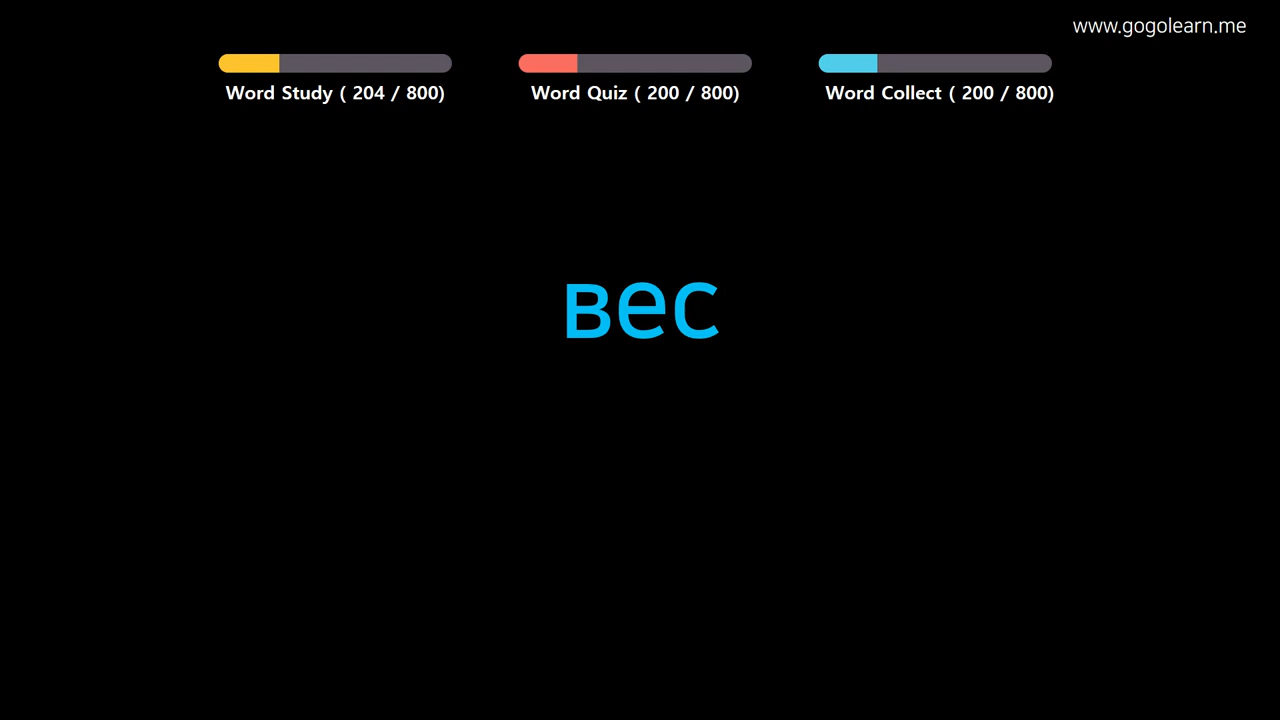 www.gogolearn.me
Word Study ( 204 / 800)
Word Quiz ( 200 / 800)
Word Collect ( 200 / 800)
вес